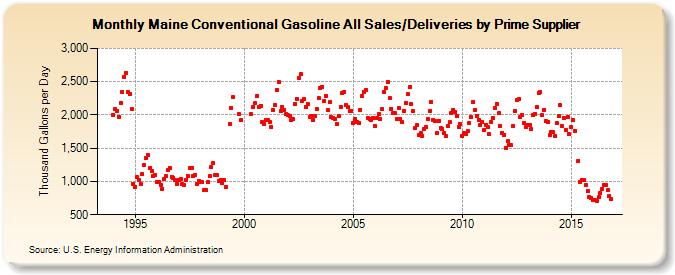 Monthly Maine Conventional Gasoline All Sales/Deliveries by Prime Supplier
Thousand Gallons per Day
3,000
2,500
2,000
1,500
1,000
500
1995 2000 2005 2010 2015
Source: U.S. Energy Information Administration